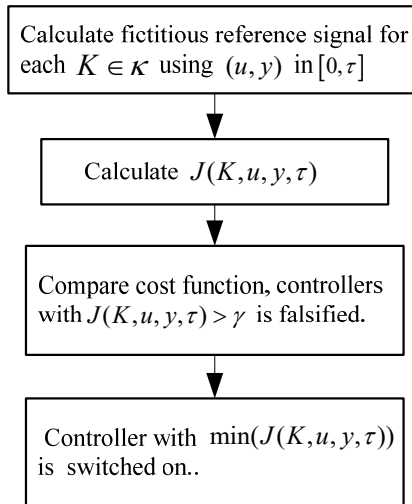 Calculate fictitious reference signal for
each K ∈ κ using (u, y) in [0, τ]
Calculate J(K, u, y, τ)
Compare cost function, controllers
with J(K, u, y, τ) > γ is falsified.
Controller with min(J(K, u, y, τ))
is switched on..